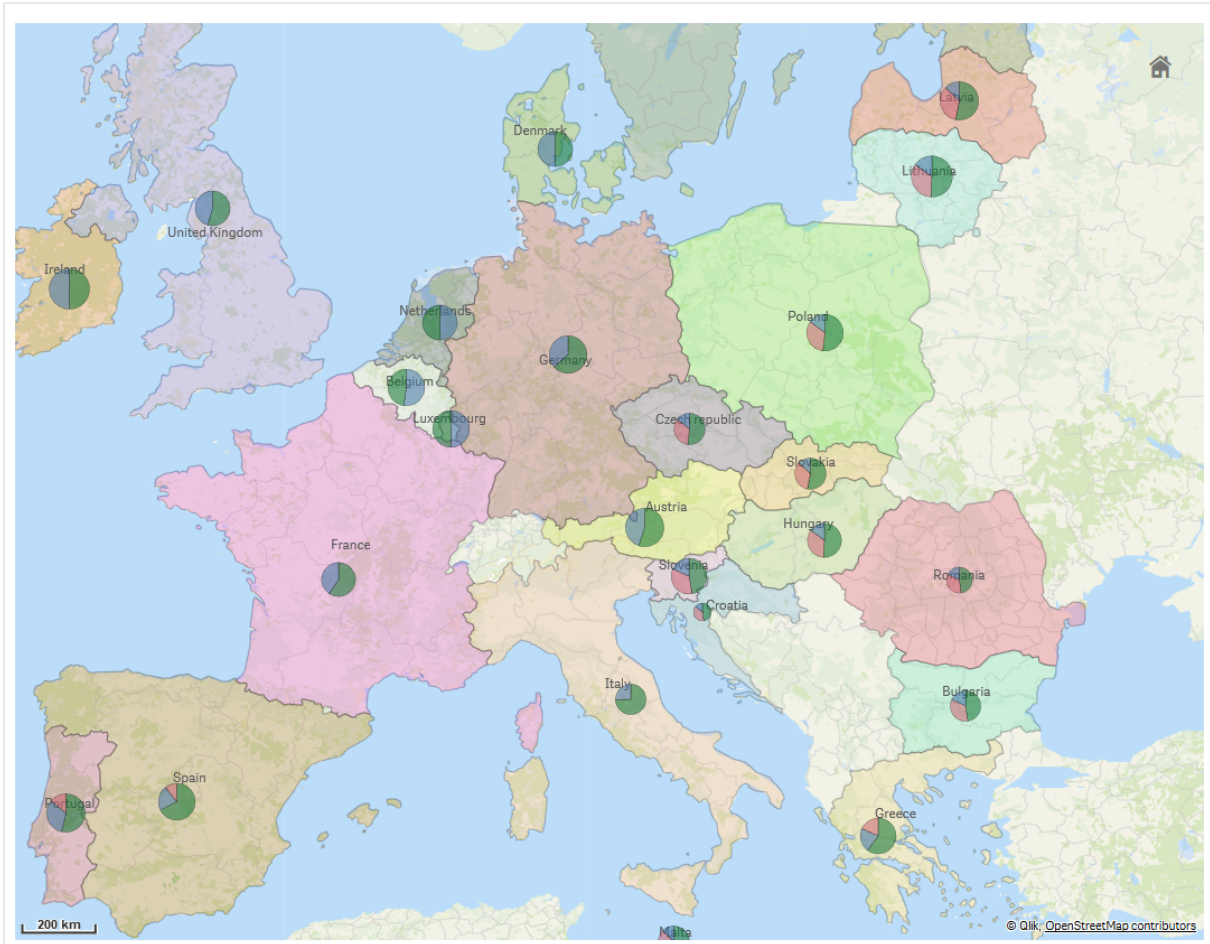 Latvia
Denmark
Lithuania
United Kingdom
Ireland
Netherlands
Poland
Germany
Belgium
Luxembourg
Czech republic
Slovakia
Austria
Hungary
France
Slovenia
Romania
Croatia
Italy
Bulgaria
Spain
Portugal
Greece
200 km
© Qlik, OpenStreetMap contributors
Malta